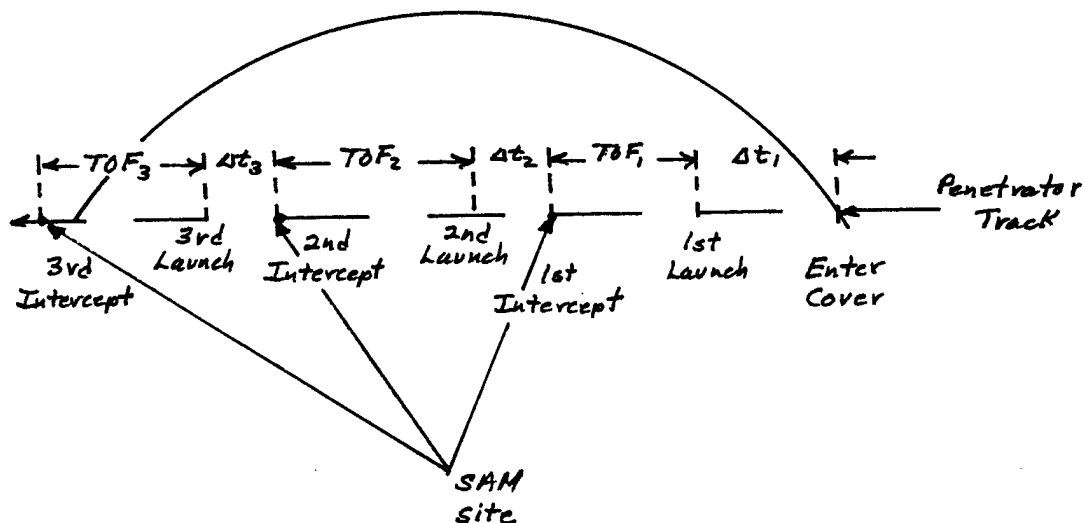 TOF₃ Δt₃ TOF₂ Δt₂ TOF₁ Δt₁
Penetrator
Track
3rd
Launch
3rd
Intercept
2nd
Intercept
2nd
Launch
1st
Intercept
1st
Launch
Enter
Cover
SAM
site